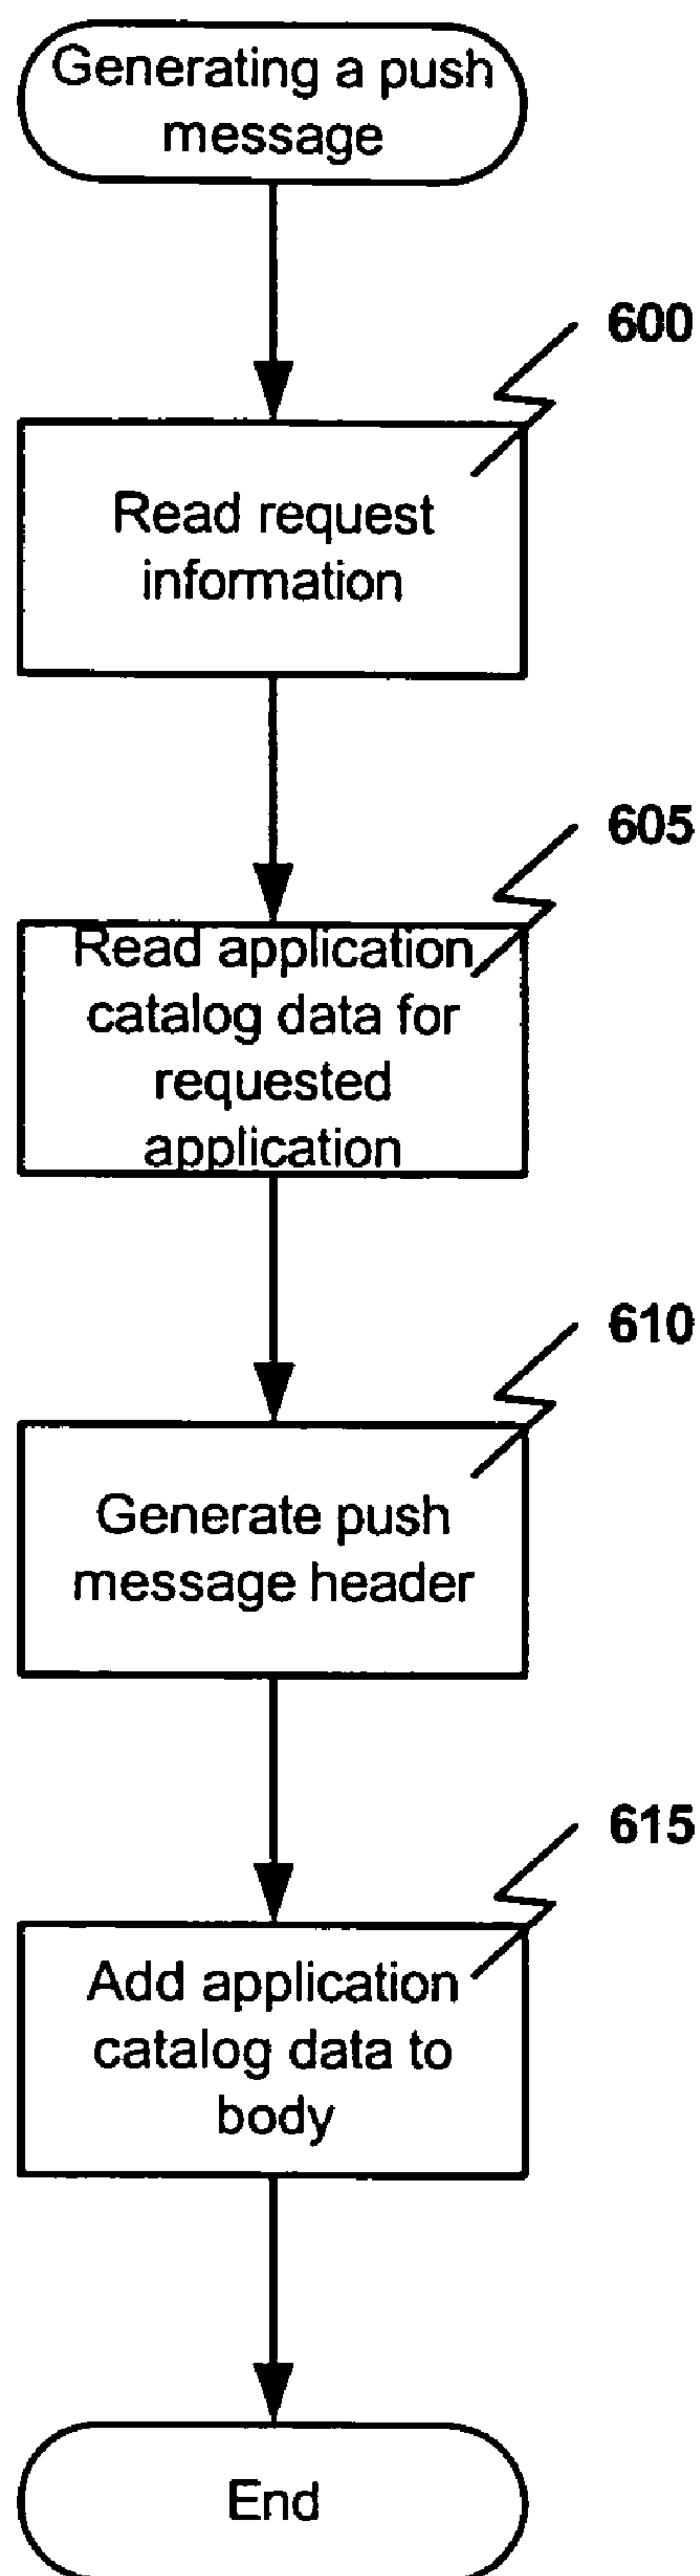 Generating a push
message
600
Read request
information
605
Read application
catalog data for
requested
application
610
Generate push
message header
615
Add application
catalog data to
body
End